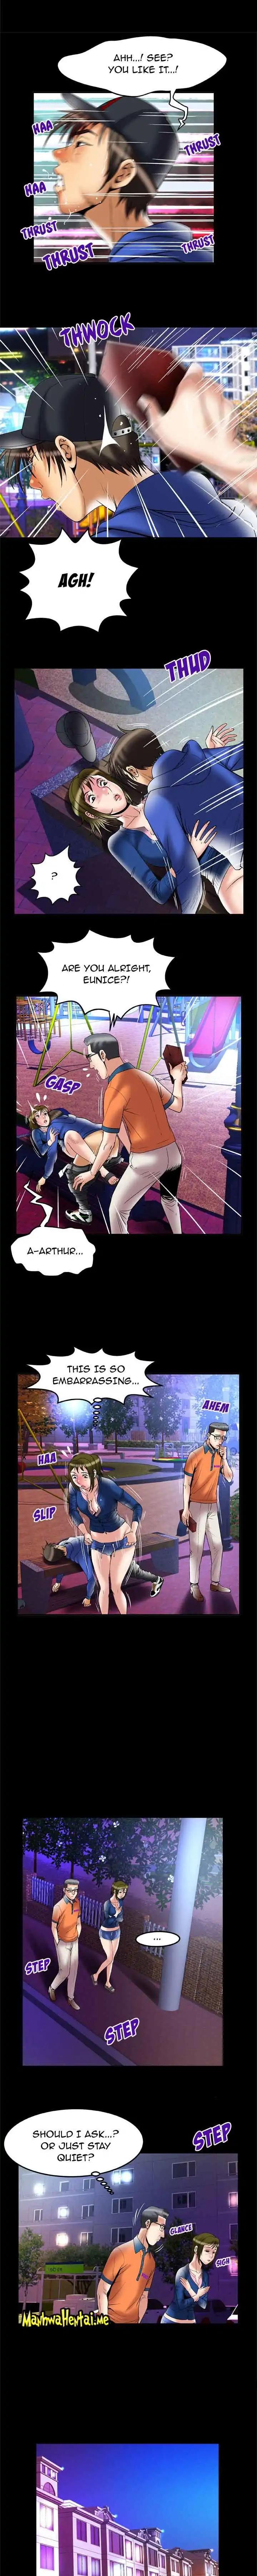 AHH...! SEE?
YOU LIKE IT...!
HAA
THRUST
HAA
THRUST
THRUST
THRUST
THWOCK
AGH!
THUD
?
ARE YOU ALRIGHT,
EUNICE?!
GASP
A-ARTHUR...
THIS IS SO
EMBARRASSING...
AHEM
HAA
SLIP
...
STEP
STEP
SHOULD I ASK...?
OR JUST STAY
QUIET?
STEP
GLANCE
SIGH
ManhwaHentai.me